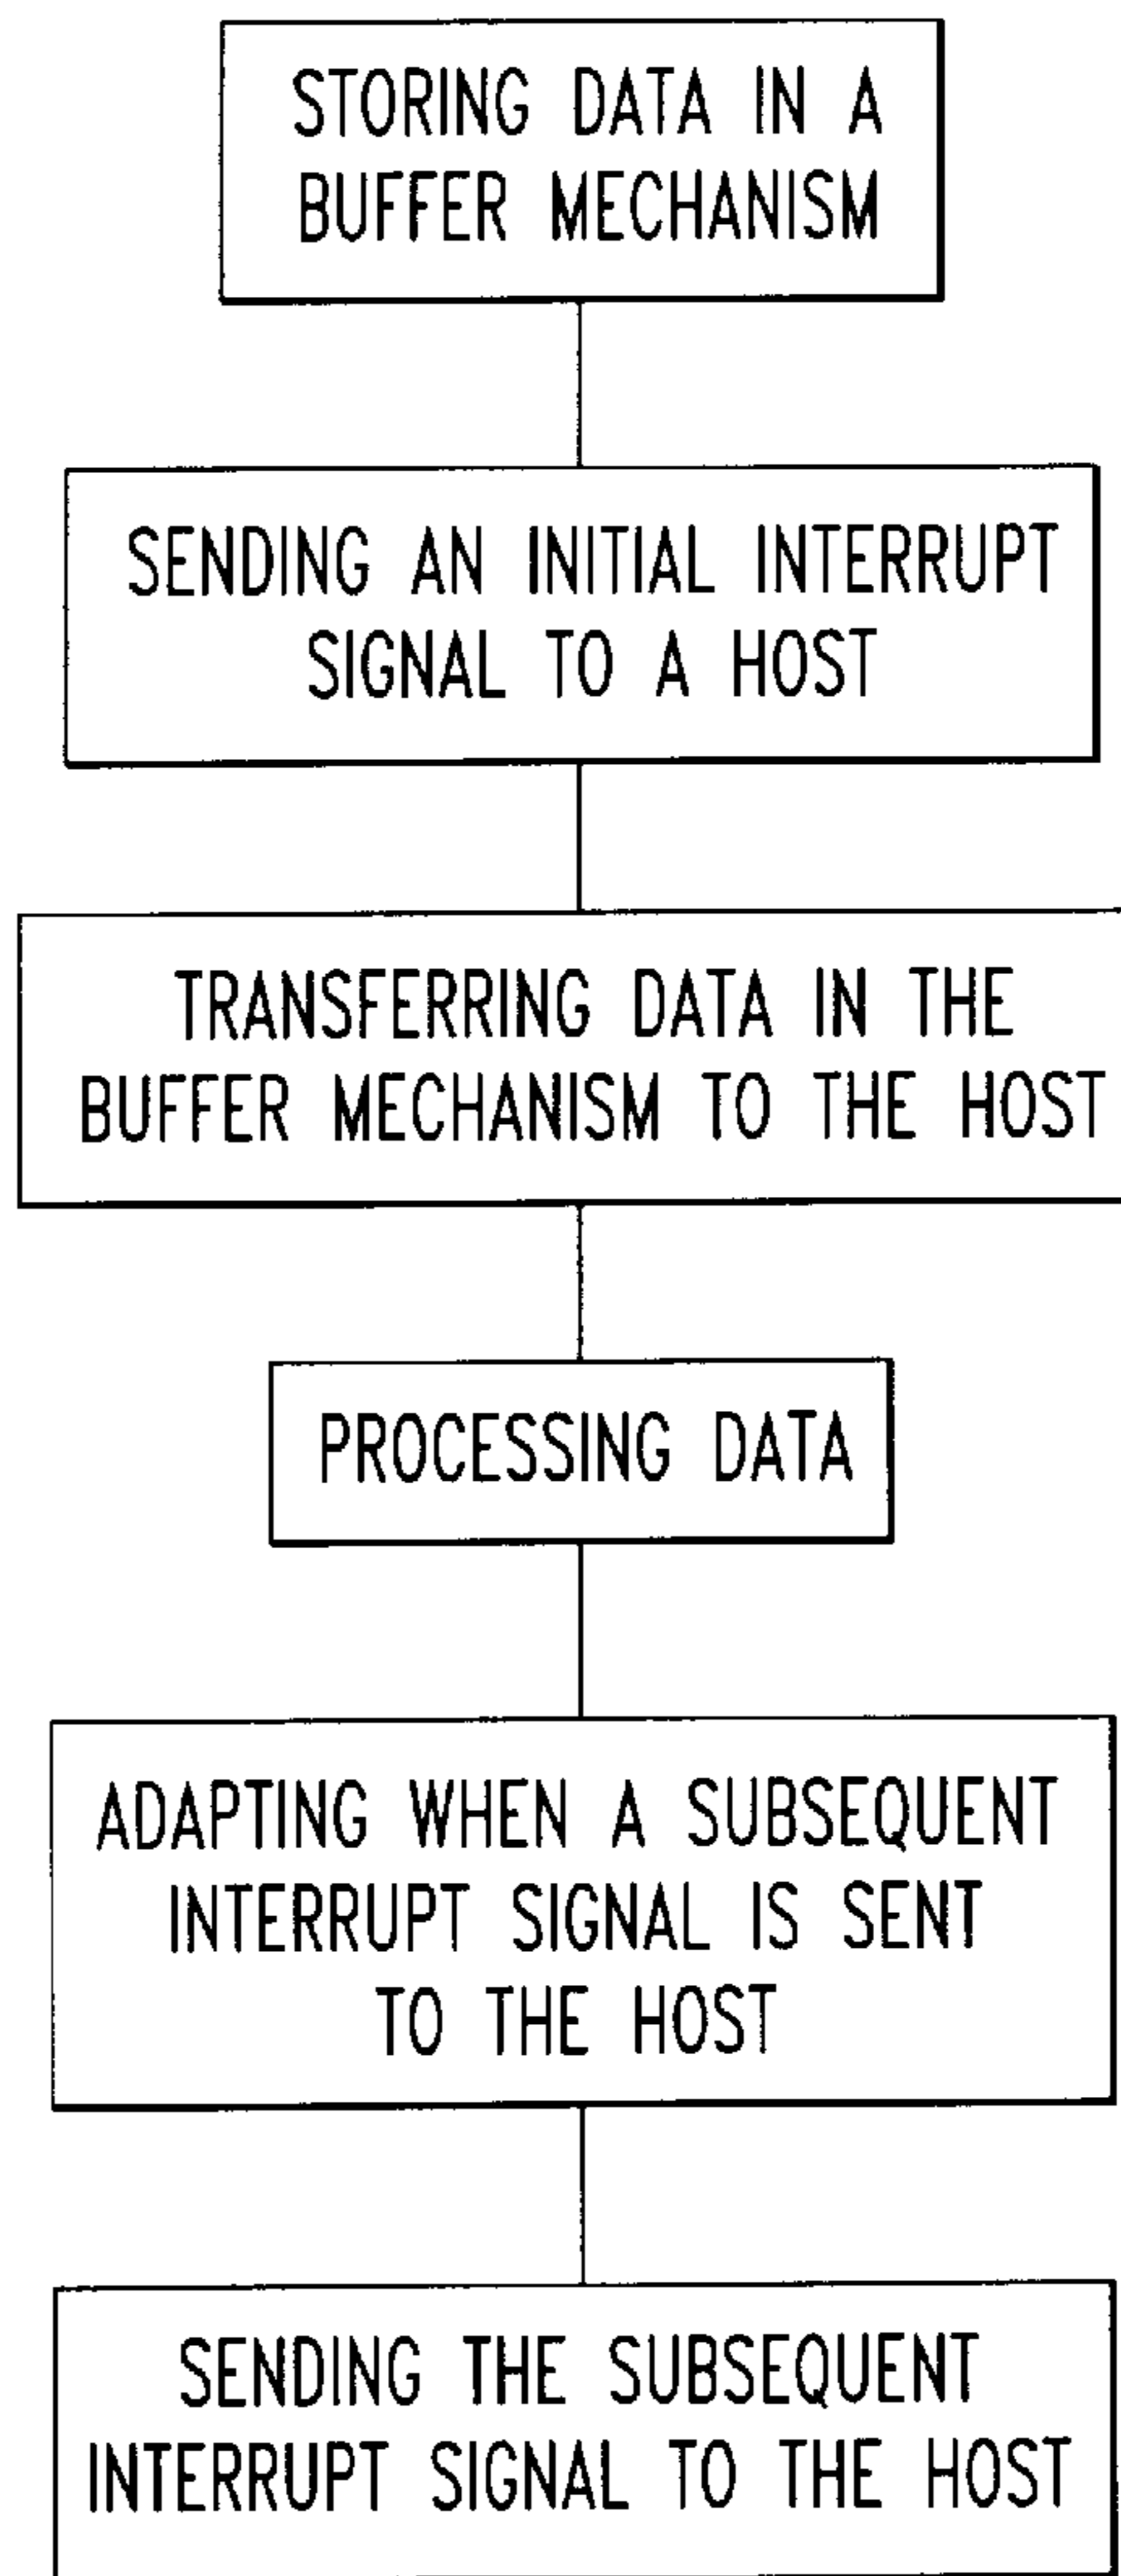 STORING DATA IN A
BUFFER MECHANISM
SENDING AN INITIAL INTERRUPT
SIGNAL TO A HOST
TRANSFERRING DATA IN THE
BUFFER MECHANISM TO THE HOST
PROCESSING DATA
ADAPTING WHEN A SUBSEQUENT
INTERRUPT SIGNAL IS SENT
TO THE HOST
SENDING THE SUBSEQUENT
INTERRUPT SIGNAL TO THE HOST